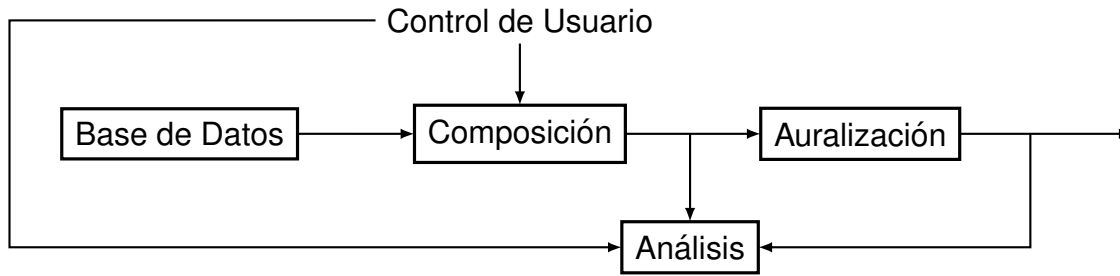 Control de Usuario
Base de Datos
Composición
Auralización
Análisis